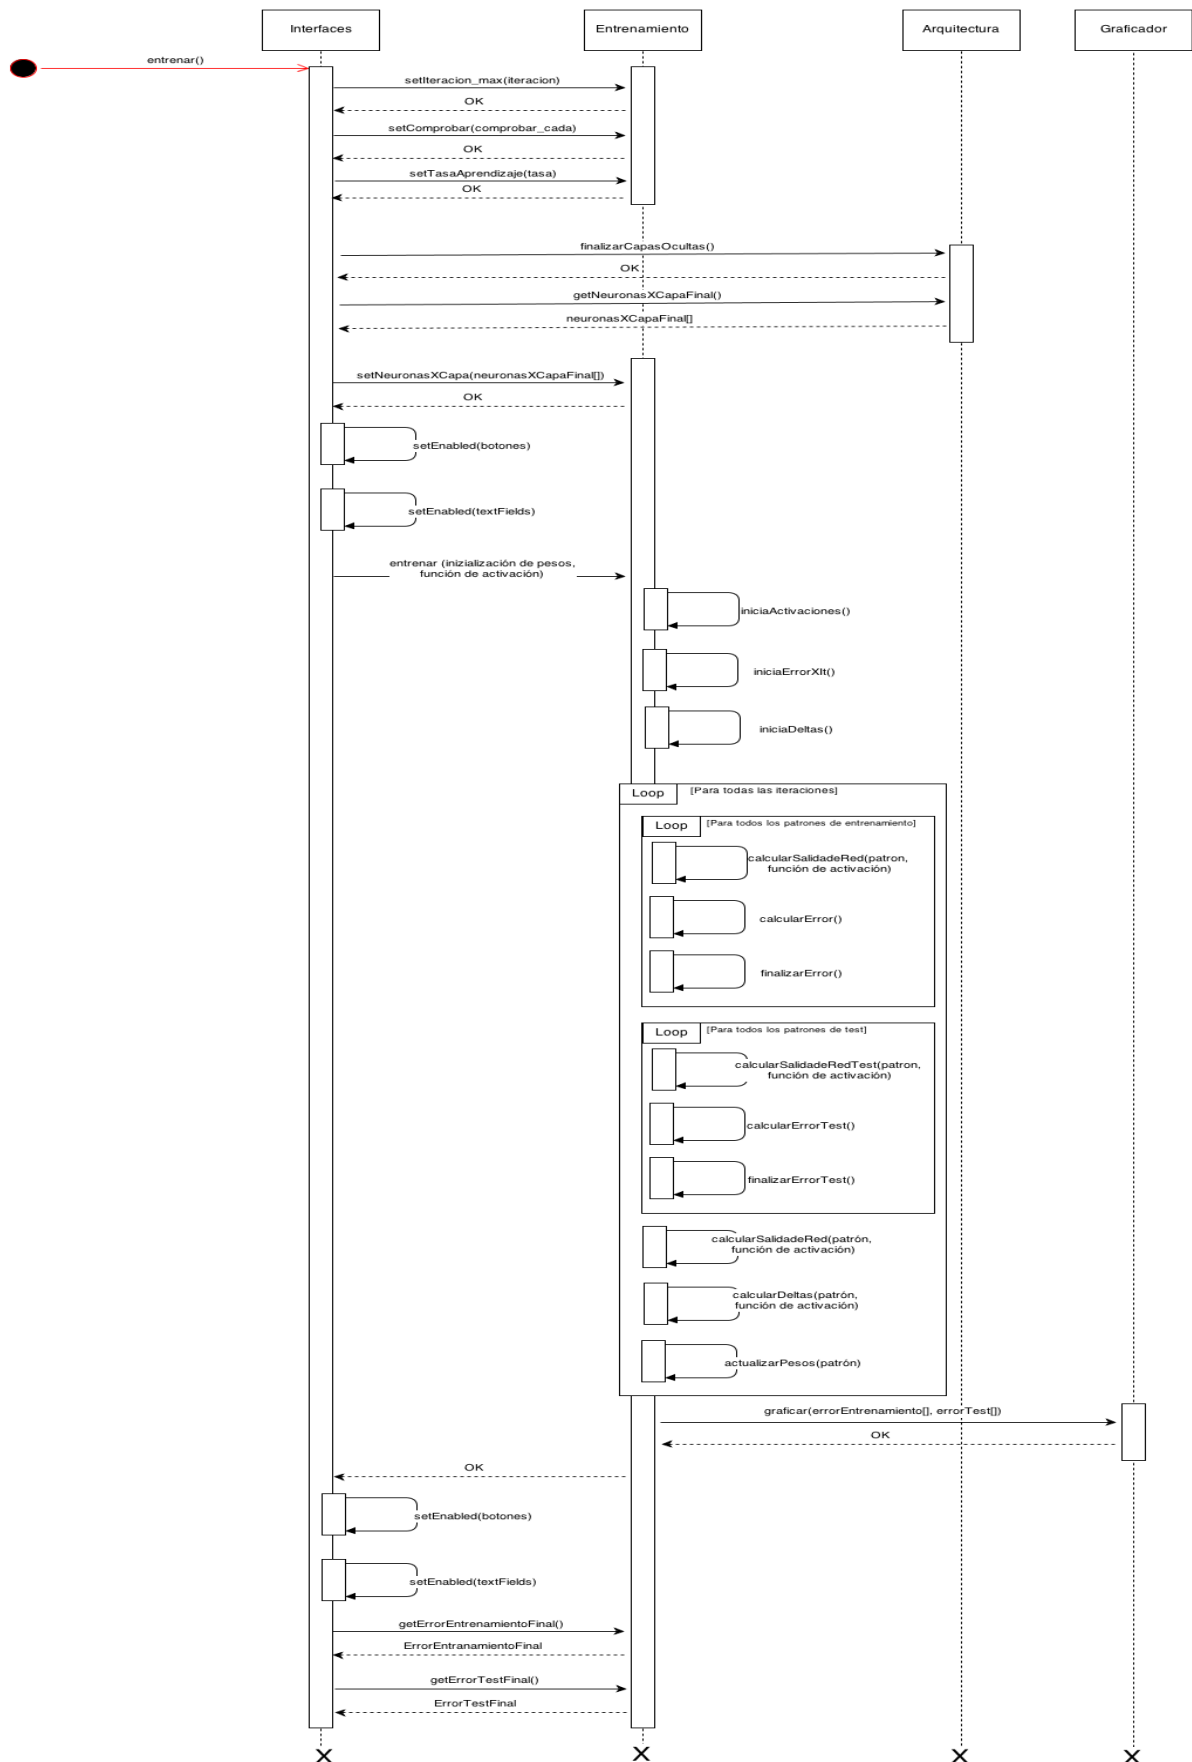 Interfaces
Entrenamiento
Arquitectura
Graficador
entrenar()
setIteracion_max(iteracion)
OK
setComprobar(comprobar_cada)
OK
setTasaAprendizaje(tasa)
OK
finalizarCapasOcultas()
OK
getNeuronasXCapaFinal()
neuronasXCapaFinal[]
setNeuronasXCapa(neuronasXCapaFinal[])
OK
setEnabled(botones)
setEnabled(textFields)
entrenar (inizialización de pesos,
función de activación)
iniciaActivaciones()
iniciaErrorXIt()
iniciaDeltas()
Loop
[Para todas las iteraciones]
Loop
[Para todos los patrones de entrenamiento]
calcularSalidadeRed(patron,
función de activación)
calcularError()
finalizarError()
Loop
[Para todos los patrones de test]
calcularSalidadeRedTest(patron,
función de activación)
calcularErrorTest()
finalizarErrorTest()
calcularSalidadeRed(patrón,
función de activación)
calcularDeltas(patrón,
función de activación)
actualizarPesos(patrón)
graficar(errorEntrenamiento[], errorTest[])
OK
OK
setEnabled(botones)
setEnabled(textFields)
getErrorEntrenamientoFinal()
ErrorEntranamientoFinal
getErrorTestFinal()
ErrorTestFinal